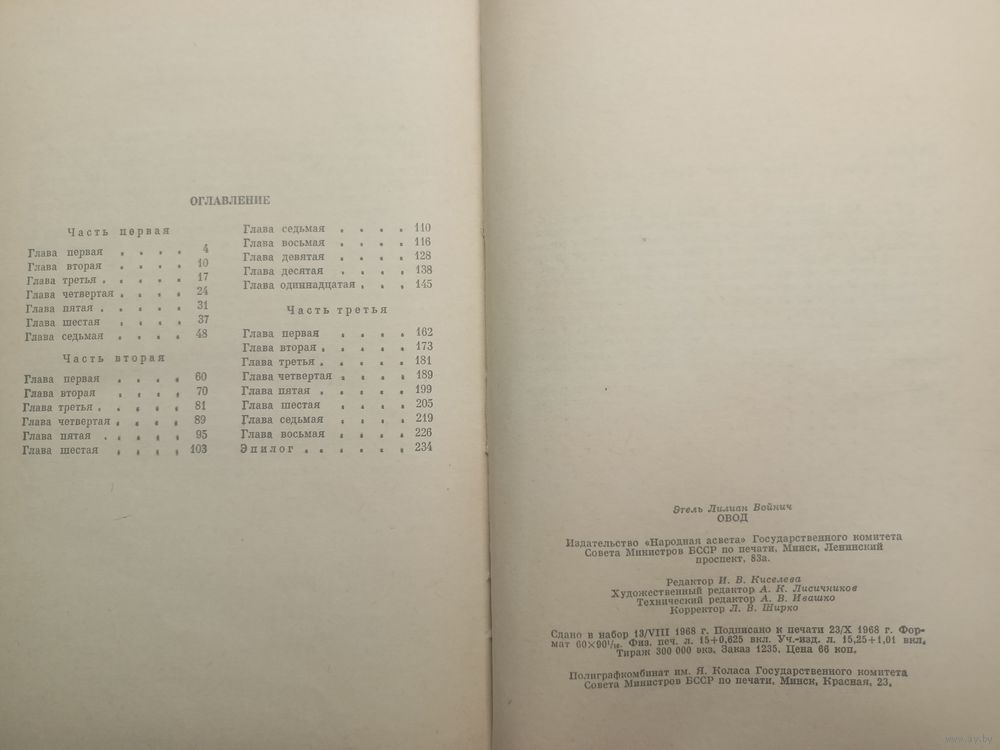 ОГЛАВЛЕНИЕ
Часть первая
Глава первая . . . . 4
Глава вторая . . . . 10
Глава третья . . . . . 17
Глава четвертая . . . . 24
Глава пятая . . . . . 31
Глава шестая . . . . 37
Глава седьмая . . . . 48
Часть вторая
Глава первая . . . . 60
Глава вторая . . . . 70
Глава третья . . . . . 81
Глава четвертая . . . . 89
Глава пятая . . . . . 95
Глава шестая . . . . 103
Глава седьмая . . . . 110
Глава восьмая . . . . 116
Глава девятая . . . . 128
Глава десятая . . . . 138
Глава одиннадцатая . . . 145
Часть третья
Глава первая . . . . 162
Глава вторая . . . . . 173
Глава третья . . . . . 181
Глава четвертая . . . . 189
Глава пятая . . . . . 199
Глава шестая . . . . 205
Глава седьмая . . . . 219
Глава восьмая . . . . 226
Эпилог . . . . . . 234
Этель Лилиан Войнич
ОВОД
Издательство «Народная асвета» Государственного комитета
Совета Министров БССР по печати, Минск, Ленинский
проспект, 83а.
Редактор И. В. Киселева
Художественный редактор А. К. Лисичников
Технический редактор А. В. Ивашко
Корректор Л. В. Ширко
Сдано в набор 13/VIII 1968 г. Подписано к печати 23/X 1968 г. Фор-
мат 60×90¹/₁₆. Физ. печ. л. 15+0,625 вкл. Уч.-изд. л. 15,25+1,01 вкл.
Тираж 300 000 экз. Заказ 1235. Цена 66 коп.
Полиграфкомбинат им. Я. Коласа Государственного комитета
Совета Министров БССР по печати, Минск, Красная, 23.
www.ay.by